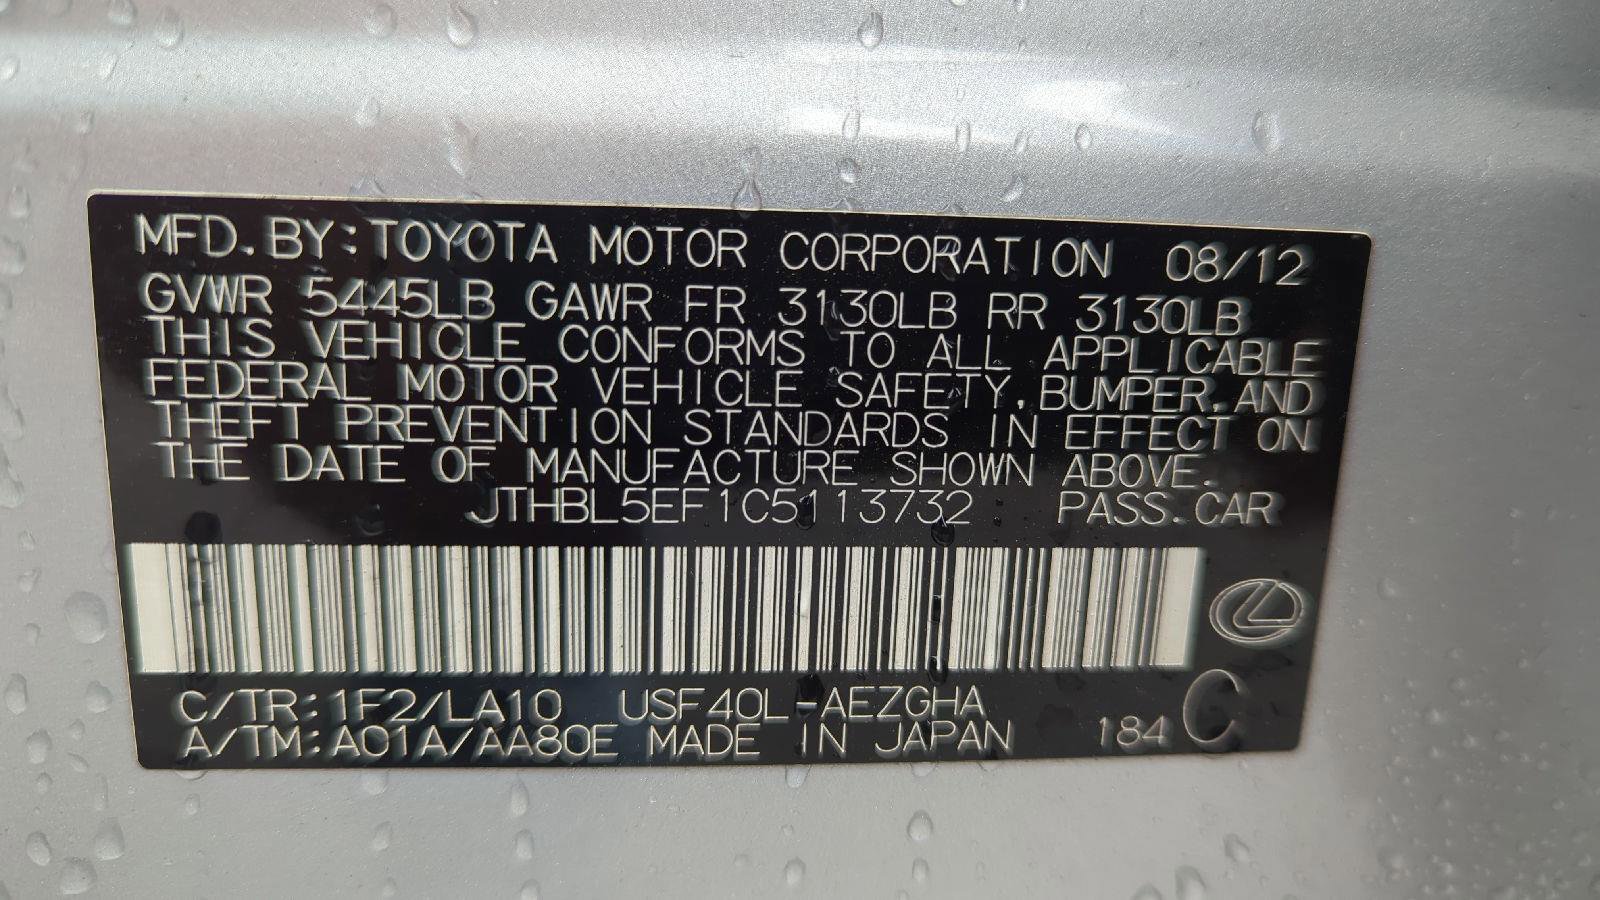 MFD.BY:TOYOTA MOTOR CORPORATION 08/12
GVWR 5445LB GAWR FR 3130LB RR 3130LB
THIS VEHICLE CONFORMS TO ALL APPLICABLE
FEDERAL MOTOR VEHICLE SAFETY, BUMPER, AND
THEFT PREVENTION STANDARDS IN EFFECT ON
THE DATE OF MANUFACTURE SHOWN ABOVE.
JTHBL5EF1C5113732 PASS.CAR
C/TR:1F2/LA10 USF40L-AEZGHA
A/TM:A01A/AA80E MADE IN JAPAN 184 C